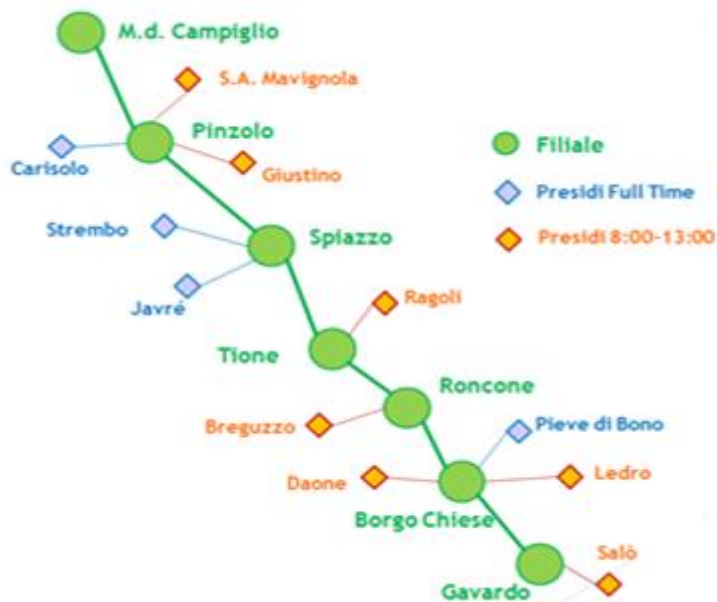 M.d. Campiglio
S.A. Mavignola
Pinzolo
Carisolo
Giustino
Filiale
Presidi Full Time
Presidi 8:00-13:00
Strembo
Spiazzo
Javré
Ragoli
Tione
Roncone
Breguzzo
Pieve di Bono
Daone
Ledro
Borgo Chiese
Salò
Gavardo